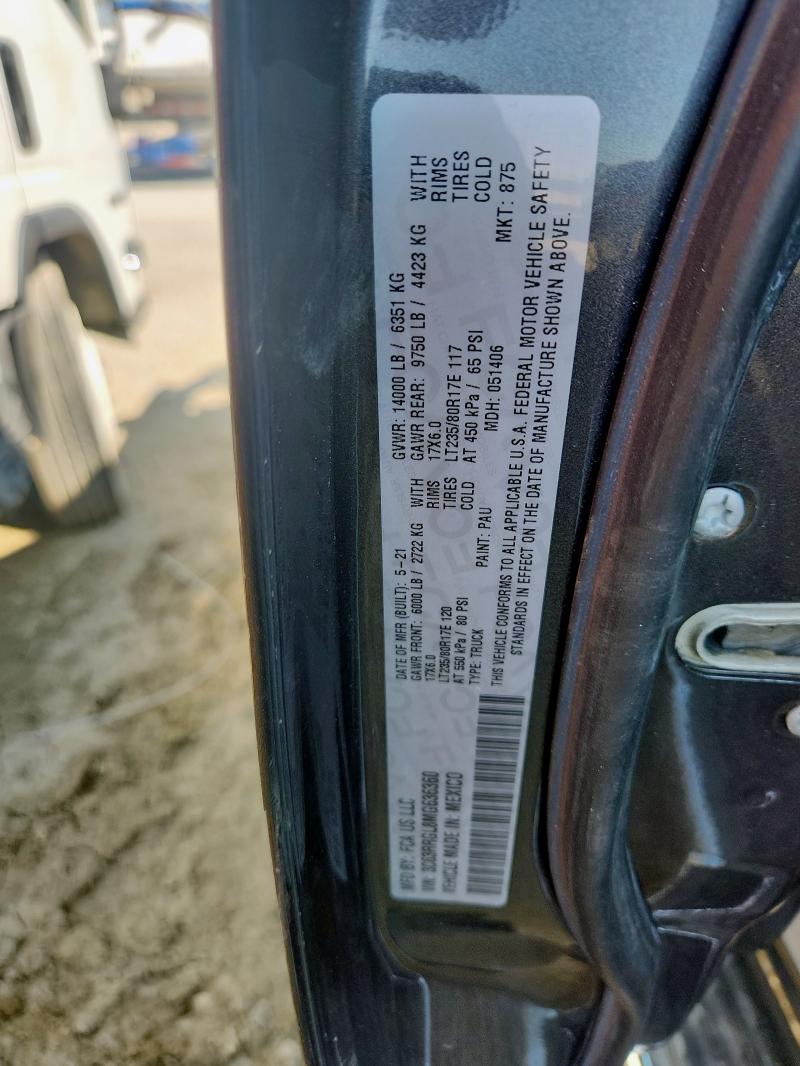 MFD BY: FCA US LLC
VIN: 3C63RRGL8MG636360
VEHICLE MADE IN: MEXICO
DATE OF MFR (BUILT): 5-21
GAWR FRONT: 6000 LB / 2722 KG WITH
17X6.0 RIMS
LT235/80R17E 120 TIRES
AT 550 kPa / 80 PSI COLD
TYPE: TRUCK PAINT: PAU
GVWR: 14000 LB / 6351 KG
GAWR REAR: 9750 LB / 4423 KG WITH
17X6.0 RIMS
LT235/80R17E 117 TIRES
AT 450 kPa / 65 PSI COLD
MDH: 051406 MKT: 875
THIS VEHICLE CONFORMS TO ALL APPLICABLE U.S.A. FEDERAL MOTOR VEHICLE SAFETY
STANDARDS IN EFFECT ON THE DATE OF MANUFACTURE SHOWN ABOVE.